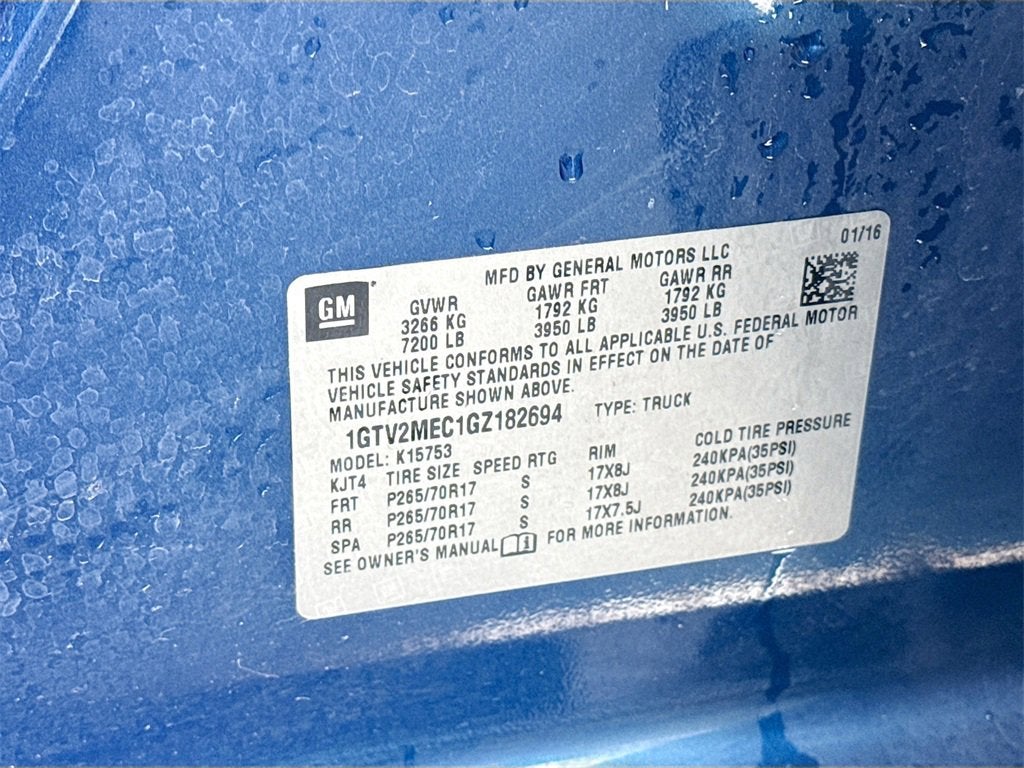 01/16
MFD BY GENERAL MOTORS LLC
GM
GVWR GAWR FRT GAWR RR
3266 KG 1792 KG 1792 KG
7200 LB 3950 LB 3950 LB
THIS VEHICLE CONFORMS TO ALL APPLICABLE U.S. FEDERAL MOTOR
VEHICLE SAFETY STANDARDS IN EFFECT ON THE DATE OF
MANUFACTURE SHOWN ABOVE.
1GTV2MEC1GZ182694 TYPE: TRUCK
MODEL: K15753
KJT4 TIRE SIZE SPEED RTG RIM COLD TIRE PRESSURE
FRT P265/70R17 S 17X8J 240KPA(35PSI)
RR P265/70R17 S 17X8J 240KPA(35PSI)
SPA P265/70R17 S 17X7.5J 240KPA(35PSI)
SEE OWNER'S MANUAL FOR MORE INFORMATION.